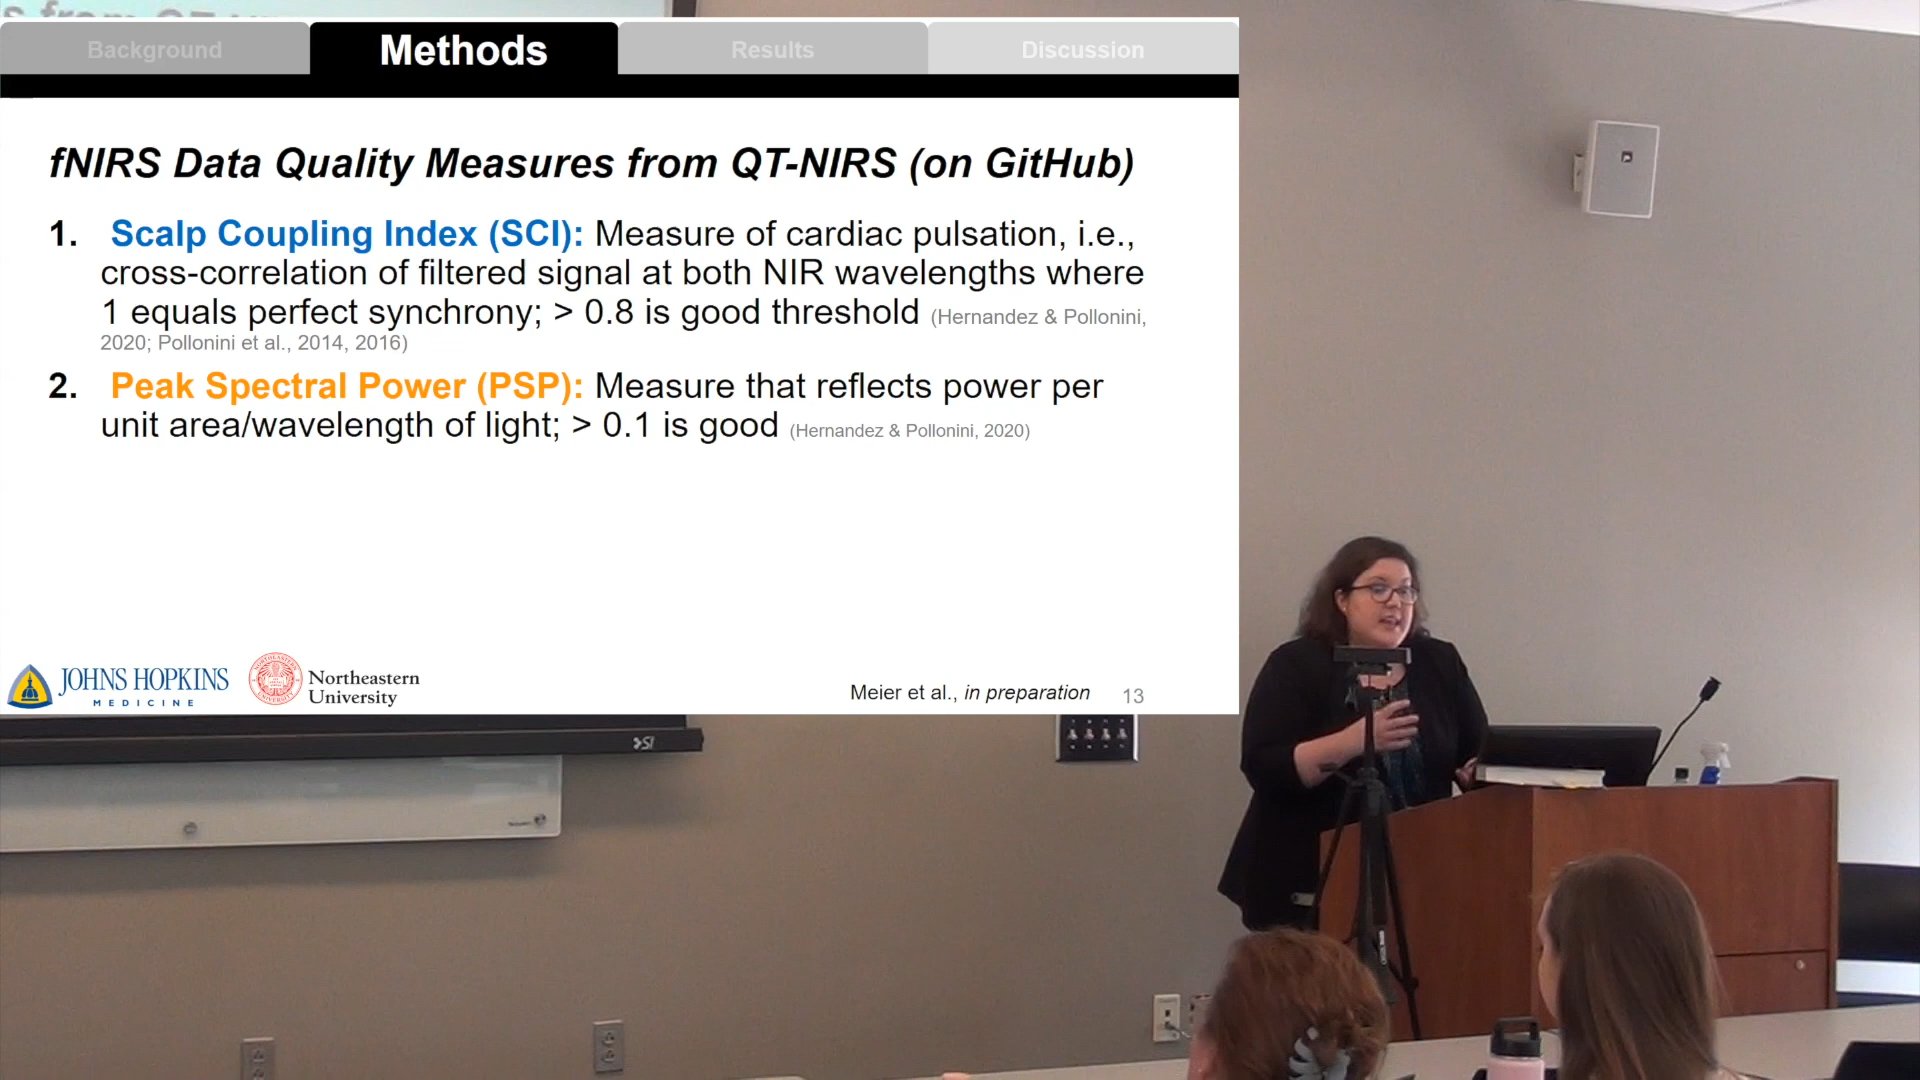 Background
Methods
Results
Discussion
fNIRS Data Quality Measures from QT-NIRS (on GitHub)
1. Scalp Coupling Index (SCI): Measure of cardiac pulsation, i.e.,
cross-correlation of filtered signal at both NIR wavelengths where
1 equals perfect synchrony; > 0.8 is good threshold (Hernandez & Pollonini,
2020; Pollonini et al., 2014, 2016)
2. Peak Spectral Power (PSP): Measure that reflects power per
unit area/wavelength of light; > 0.1 is good (Hernandez & Pollonini, 2020)
JOHNS HOPKINS
MEDICINE
Northeastern
University
Meier et al., in preparation
13